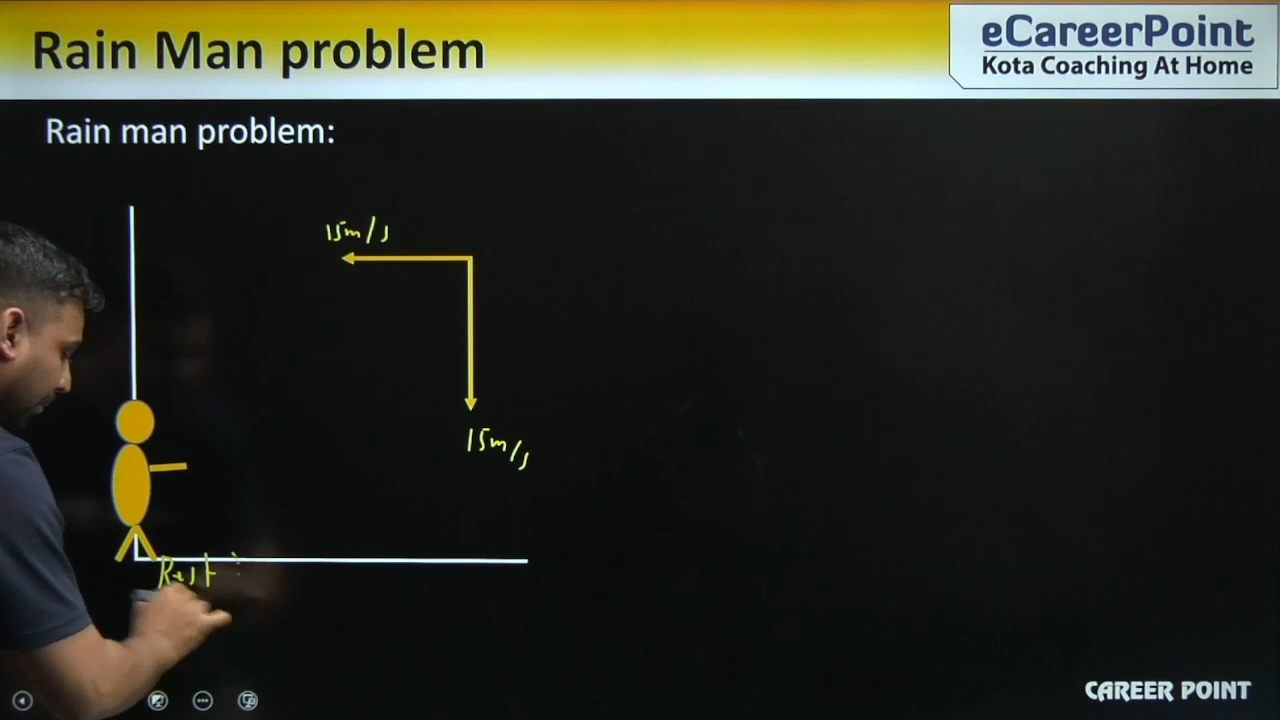 Rain Man problem
eCareerPoint
Kota Coaching At Home
Rain man problem:
15m/s
15m/s
Rest
CAREER POINT